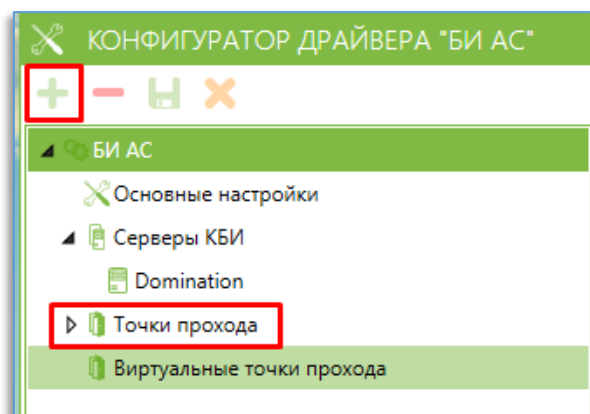 КОНФИГУРАТОР ДРАЙВЕРА "БИ АС"
БИ АС
Основные настройки
Серверы КБИ
Domination
Точки прохода
Виртуальные точки прохода